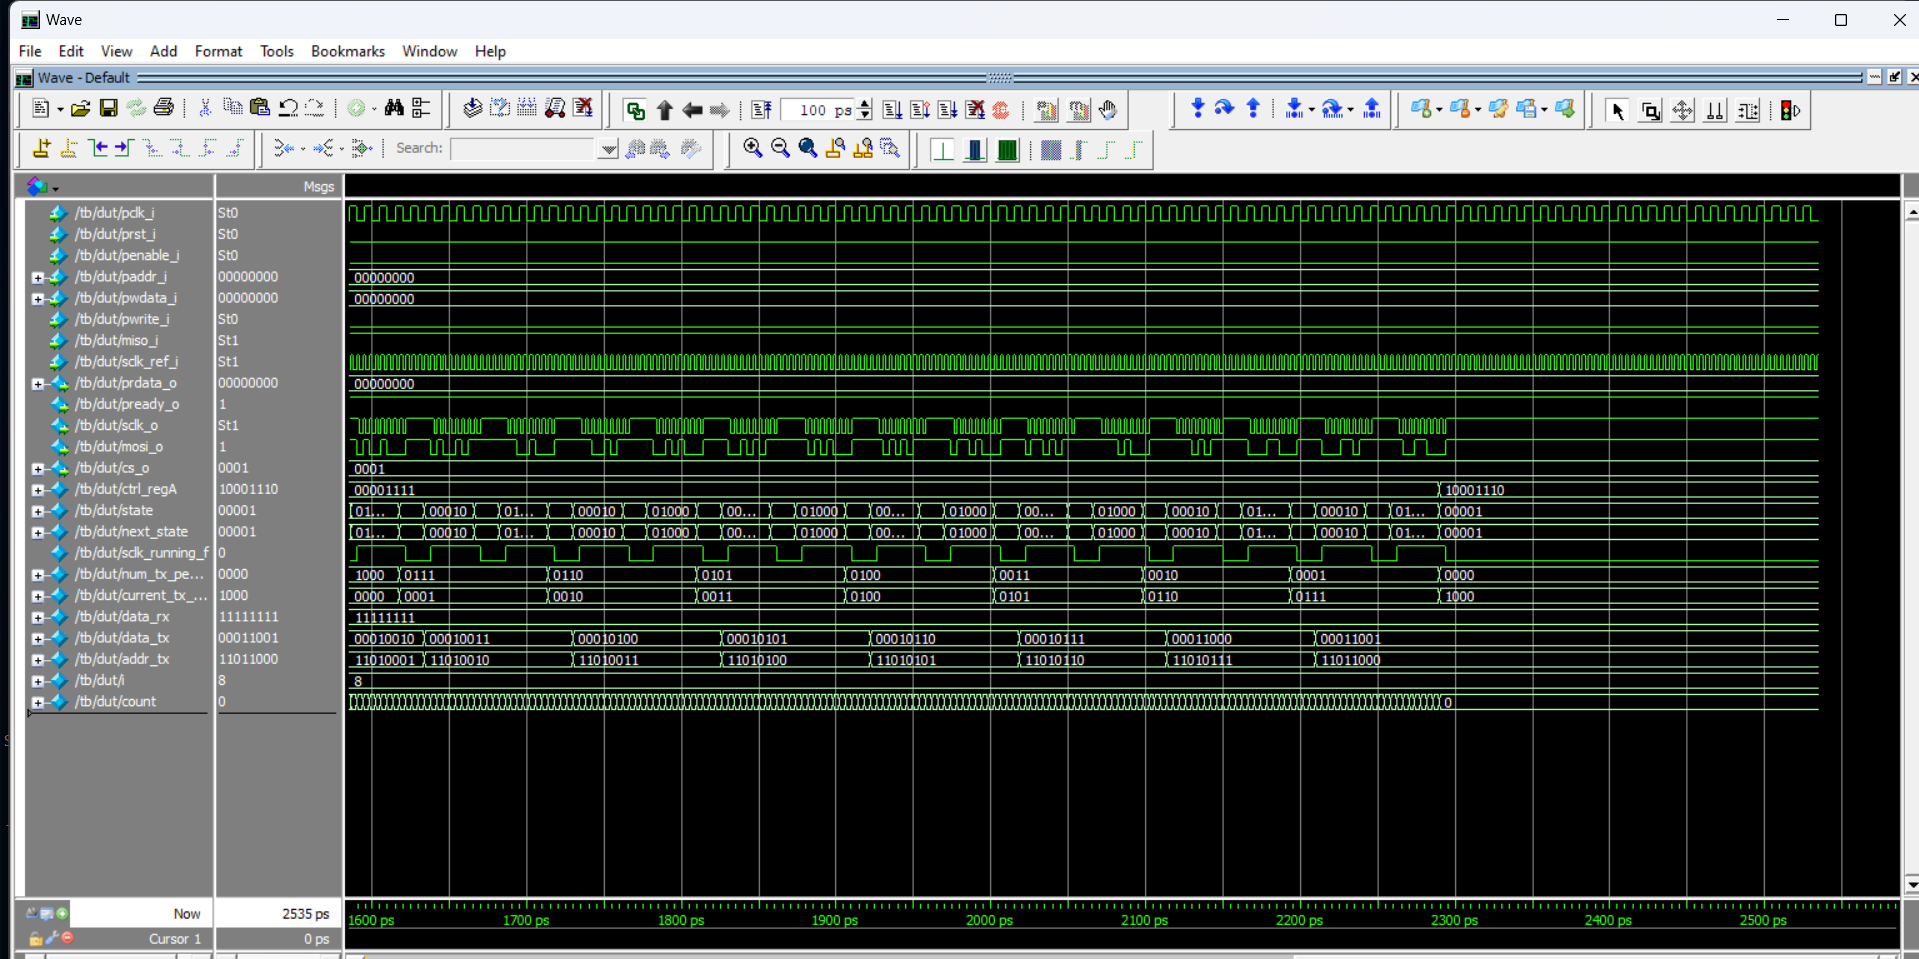 Wave
File Edit View Add Format Tools Bookmarks Window Help
Wave - Default
100 ps
Search:
Msgs
/tb/dut/pclk_i St0
/tb/dut/prst_i St0
/tb/dut/penable_i St0
/tb/dut/paddr_i 00000000 00000000
/tb/dut/pwdata_i 00000000 00000000
/tb/dut/pwrite_i St0
/tb/dut/miso_i St1
/tb/dut/sclk_ref_i St1
/tb/dut/prdata_o 00000000 00000000
/tb/dut/pready_o 1
/tb/dut/sclk_o St1
/tb/dut/mosi_o 1
/tb/dut/cs_o 0001 0001
/tb/dut/ctrl_regA 10001110 00001111 10001110
/tb/dut/state 00001 01... 00010 01... 00010 01000 00... 01000 00... 01000 00... 01000 00010 01... 00010 01... 00001
/tb/dut/next_state 00001 01... 00010 01... 00010 01000 00... 01000 00... 01000 00... 01000 00010 01... 00010 01... 00001
/tb/dut/sclk_running_f 0
/tb/dut/num_tx_pe... 0000 1000 0111 0110 0101 0100 0011 0010 0001 0000
/tb/dut/current_tx_... 1000 0000 0001 0010 0011 0100 0101 0110 0111 1000
/tb/dut/data_rx 11111111 11111111
/tb/dut/data_tx 00011001 00010010 00010011 00010100 00010101 00010110 00010111 00011000 00011001
/tb/dut/addr_tx 11011000 11010001 11010010 11010011 11010100 11010101 11010110 11010111 11011000
/tb/dut/i 8 8
/tb/dut/count 0 0
Now 2535 ps 1600 ps 1700 ps 1800 ps 1900 ps 2000 ps 2100 ps 2200 ps 2300 ps 2400 ps 2500 ps
Cursor 1 0 ps